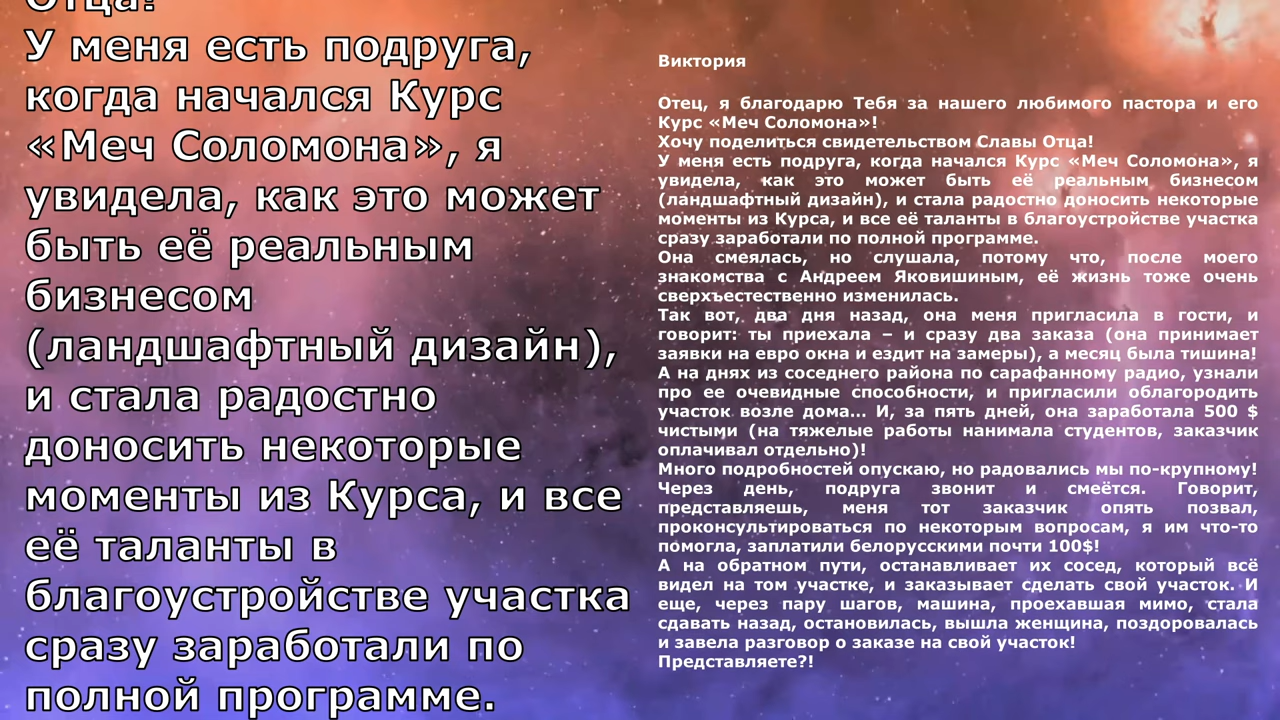 Отца!
У меня есть подруга,
когда начался Курс
«Меч Соломона», я
увидела, как это может
быть её реальным
бизнесом
(ландшафтный дизайн),
и стала радостно
доносить некоторые
моменты из Курса, и все
её таланты в
благоустройстве участка
сразу заработали по
полной программе.
Виктория
Отец, я благодарю Тебя за нашего любимого пастора и его
Курс «Меч Соломона»!
Хочу поделиться свидетельством Славы Отца!
У меня есть подруга, когда начался Курс «Меч Соломона», я
увидела, как это может быть её реальным бизнесом
(ландшафтный дизайн), и стала радостно доносить некоторые
моменты из Курса, и все её таланты в благоустройстве участка
сразу заработали по полной программе.
Она смеялась, но слушала, потому что, после моего
знакомства с Андреем Яковишиным, её жизнь тоже очень
сверхъестественно изменилась.
Так вот, два дня назад, она меня пригласила в гости, и
говорит: ты приехала – и сразу два заказа (она принимает
заявки на евро окна и ездит на замеры), а месяц была тишина!
А на днях из соседнего района по сарафанному радио, узнали
про ее очевидные способности, и пригласили облагородить
участок возле дома... И, за пять дней, она заработала 500 $
чистыми (на тяжелые работы нанимала студентов, заказчик
оплачивал отдельно)!
Много подробностей опускаю, но радовались мы по-крупному!
Через день, подруга звонит и смеётся. Говорит,
представляешь, меня тот заказчик опять позвал,
проконсультироваться по некоторым вопросам, я им что-то
помогла, заплатили белорусскими почти 100$!
А на обратном пути, останавливает их сосед, который всё
видел на том участке, и заказывает сделать свой участок. И
еще, через пару шагов, машина, проехавшая мимо, стала
сдавать назад, остановилась, вышла женщина, поздоровалась
и завела разговор о заказе на свой участок!
Представляете?!